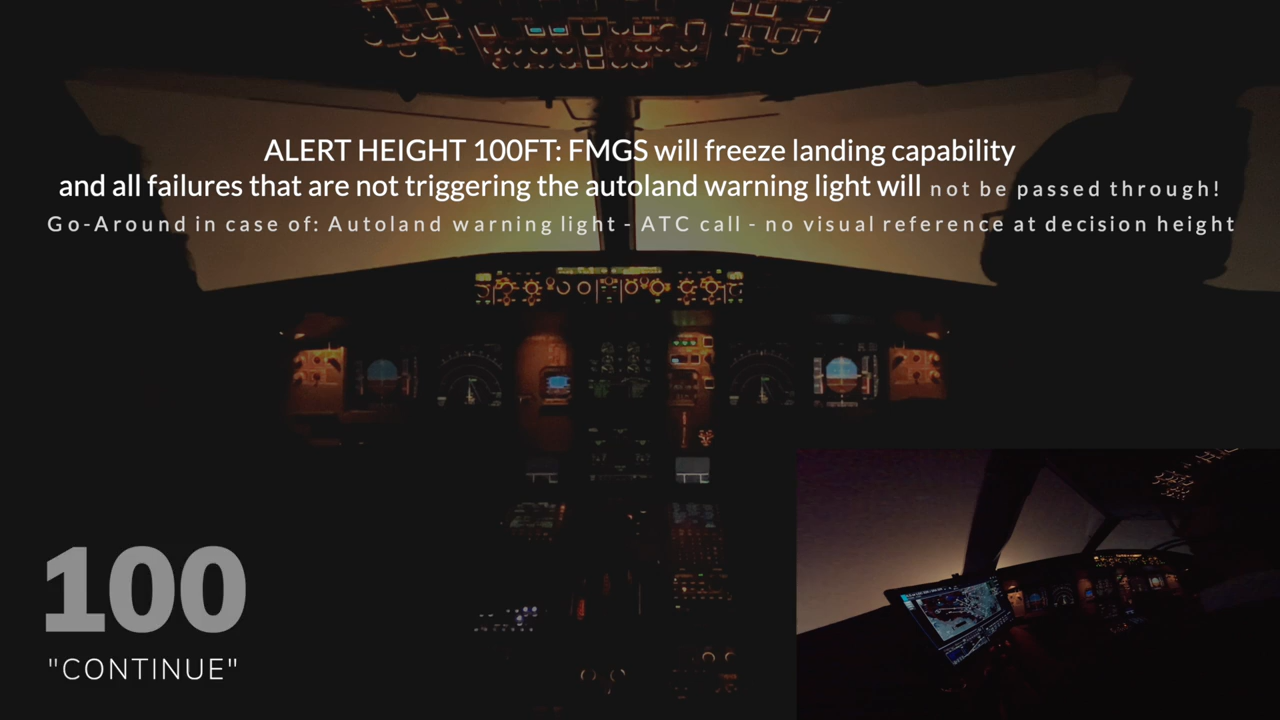 ALERT HEIGHT 100FT: FMGS will freeze landing capability
and all failures that are not triggering the autoland warning light will not be passed through!
Go-Around in case of: Autoland warning light - ATC call - no visual reference at decision height
100
"CONTINUE"